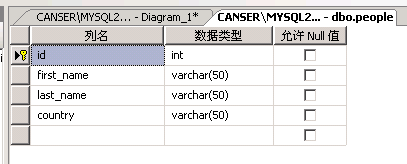 CANSER\MYSQL2... - Diagram_1*
CANSER\MYSQL2... - dbo.people
列名 数据类型 允许 Null 值
id int
first_name varchar(50)
last_name varchar(50)
country varchar(50)